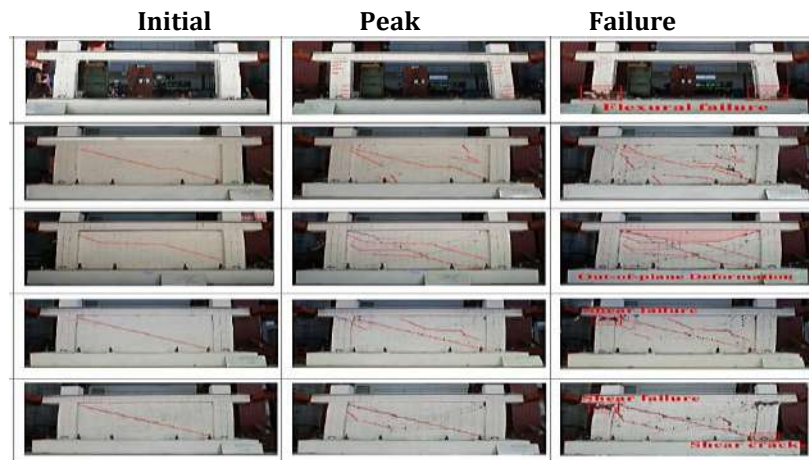 Initial Peak Failure
Flexural failure
Out-of-plane Deformation
Shear failure
Shear failure
Shear crack